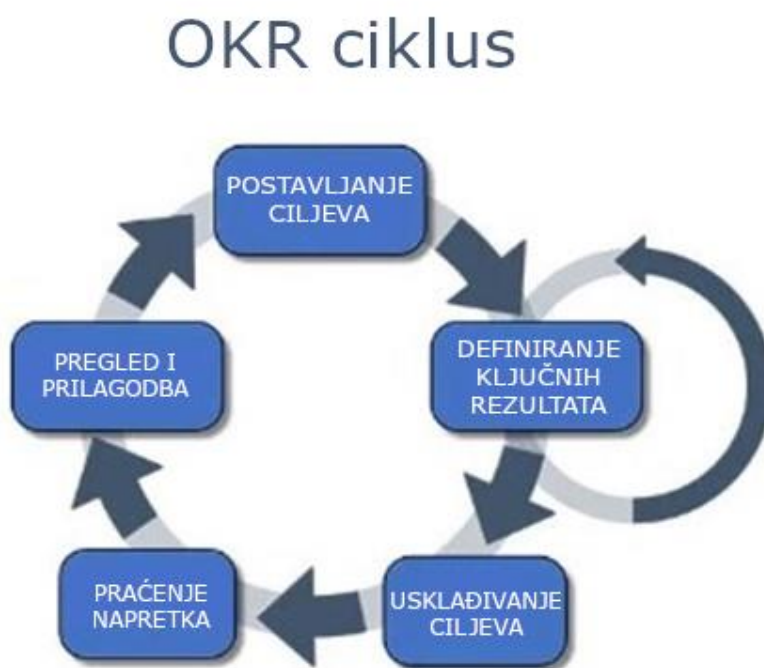 OKR ciklus
POSTAVLJANJE
CILJEVA
DEFINIRANJE
KLJUČNIH
REZULTATA
USKLAĐIVANJE
CILJEVA
PRAĆENJE
NAPRETKA
PREGLED I
PRILAGODBA